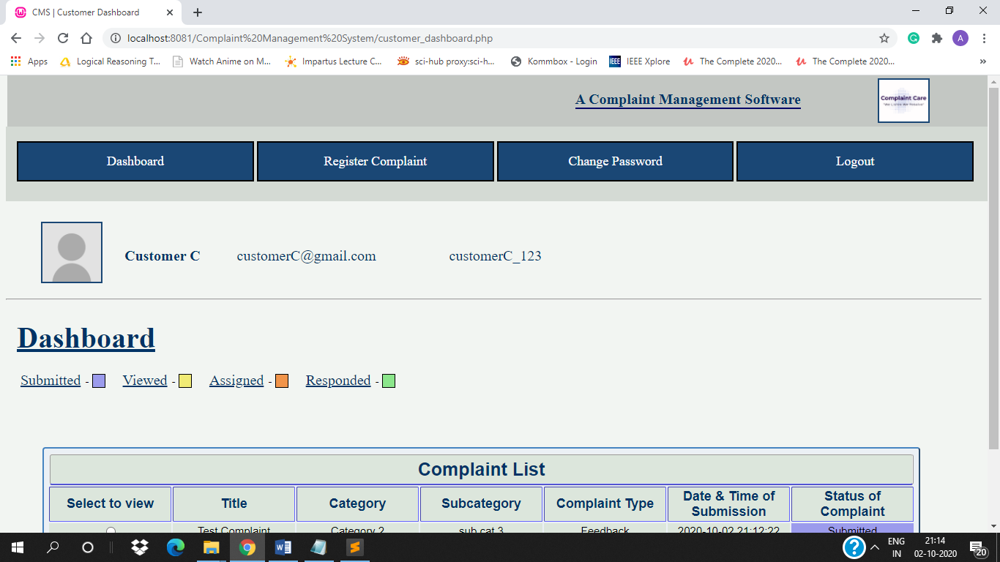 CMS | Customer Dashboard
localhost:8081/Complaint%20Management%20System/customer_dashboard.php
A
Apps Logical Reasoning T... Watch Anime on M... Impartus Lecture C... sci-hub proxy:sci-h... Kommbox - Login IEEE IEEE Xplore The Complete 2020... The Complete 2020...
A Complaint Management Software
Complaint Care
Dashboard Register Complaint Change Password Logout
Customer C customerC@gmail.com customerC_123
Dashboard
Submitted - Viewed - Assigned - Responded -
Complaint List
Select to view Title Category Subcategory Complaint Type Date & Time of Submission Status of Complaint
Test Complaint Category 2 sub cat 3 Feedback 2020-10-02 21:12:22 Submitted
ENG 21:14
IN 02-10-2020 20